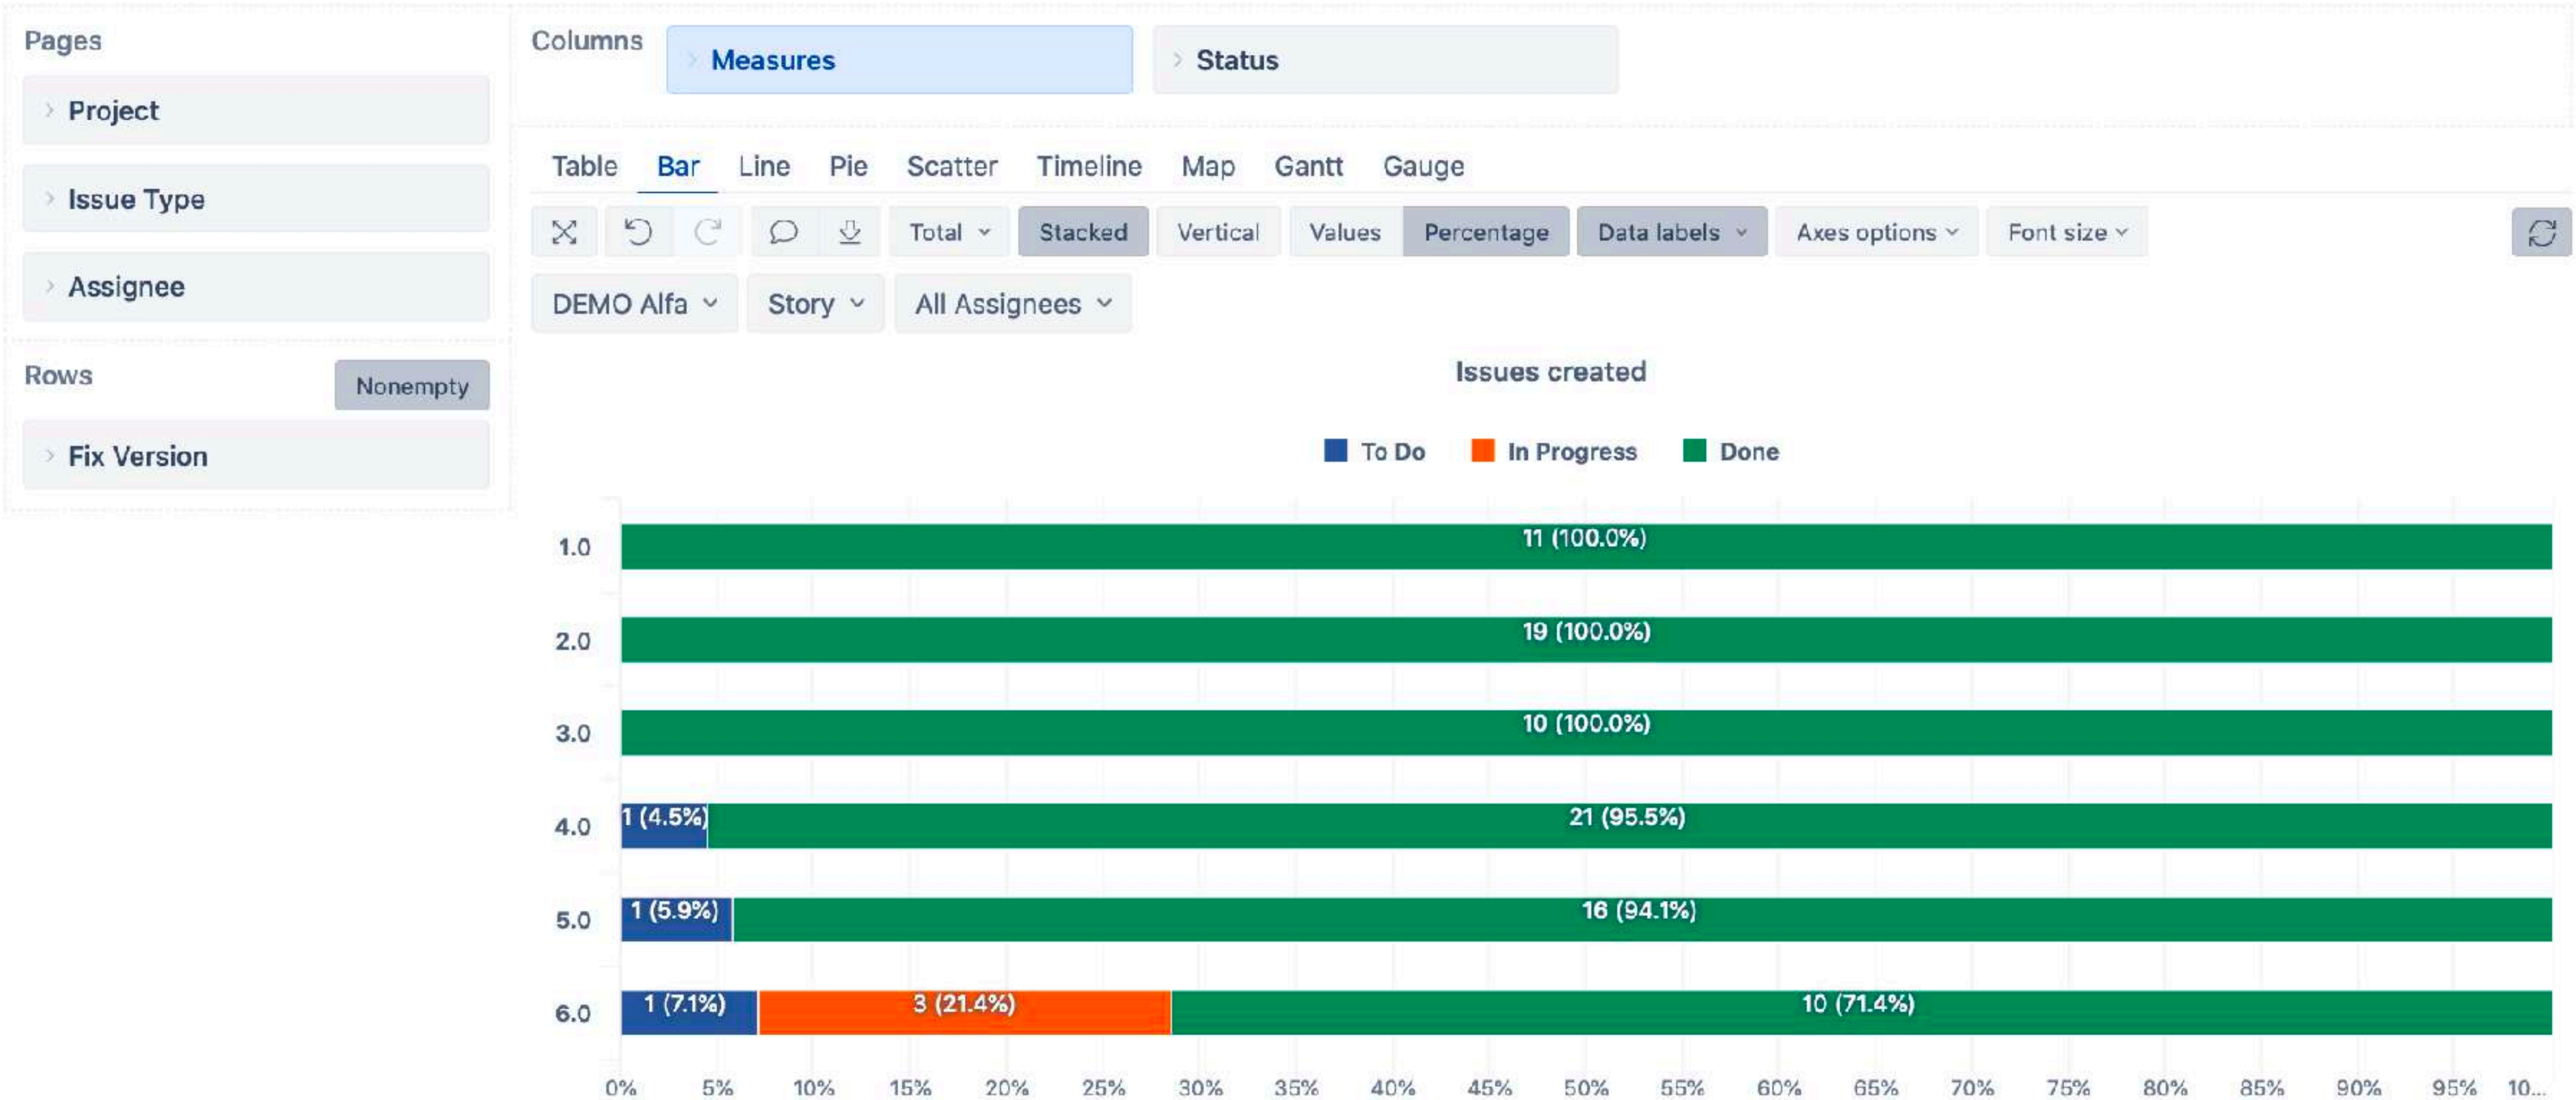 Pages
Project
Issue Type
Assignee
Rows
Nonempty
Fix Version
Columns
Measures
Status
Table Bar Line Pie Scatter Timeline Map Gantt Gauge
Total Stacked Vertical Values Percentage Data labels Axes options Font size
DEMO Alfa Story All Assignees
Issues created
To Do In Progress Done
1.0 11 (100.0%)
2.0 19 (100.0%)
3.0 10 (100.0%)
4.0 1 (4.5%) 21 (95.5%)
5.0 1 (5.9%) 16 (94.1%)
6.0 1 (7.1%) 3 (21.4%) 10 (71.4%)
0% 5% 10% 15% 20% 25% 30% 35% 40% 45% 50% 55% 60% 65% 70% 75% 80% 85% 90% 95% 10...